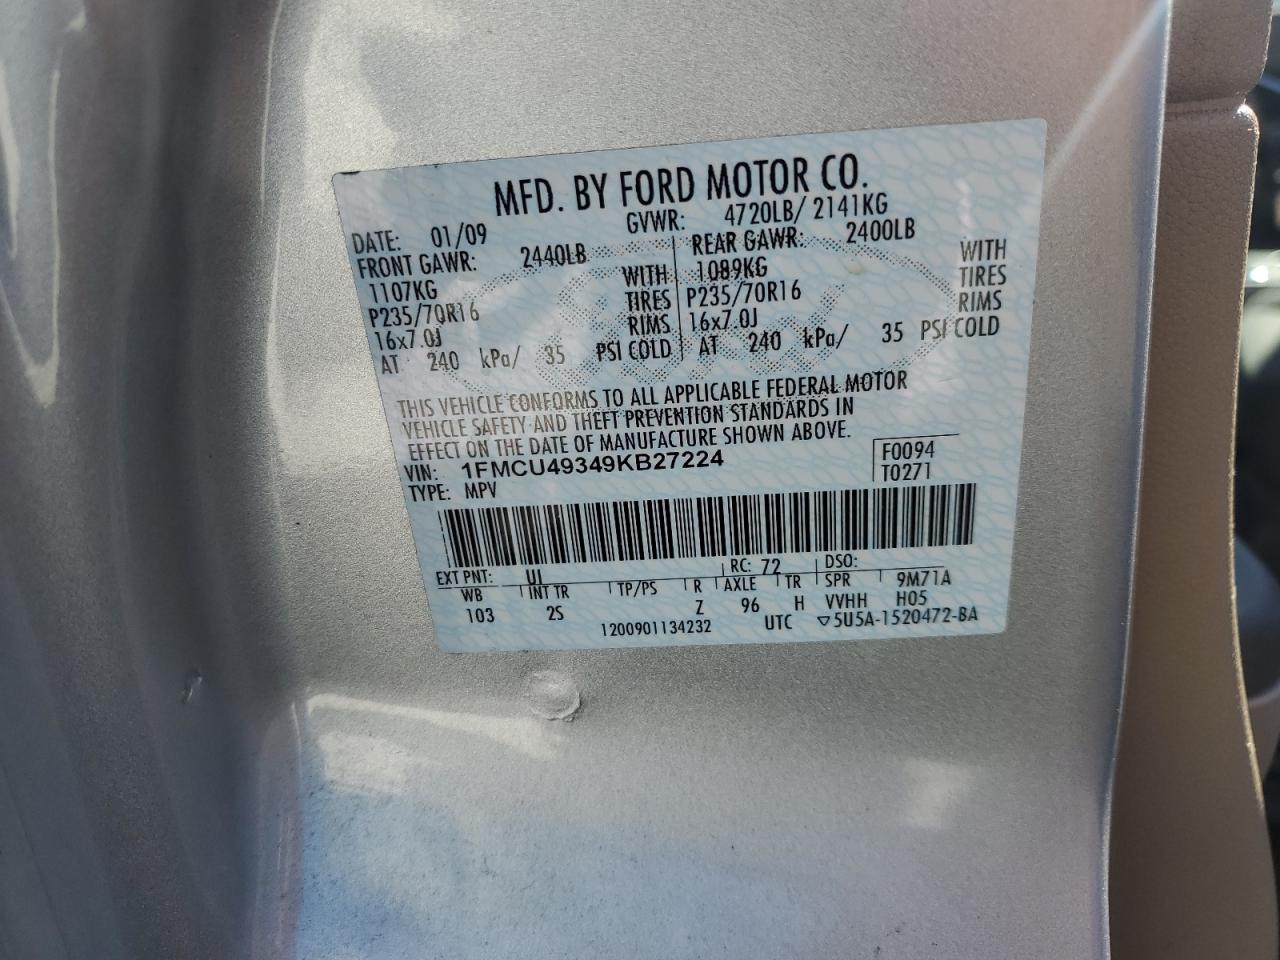 MFD. BY FORD MOTOR CO.
DATE: 01/09 GVWR: 4720LB/ 2141KG
FRONT GAWR: 2440LB REAR GAWR: 2400LB
1107KG WITH 1089KG WITH
P235/70R16 TIRES P235/70R16 TIRES
16x7.0J RIMS 16x7.0J RIMS
AT 240 kPa/ 35 PSI COLD AT 240 kPa/ 35 PSI COLD
THIS VEHICLE CONFORMS TO ALL APPLICABLE FEDERAL MOTOR
VEHICLE SAFETY AND THEFT PREVENTION STANDARDS IN
EFFECT ON THE DATE OF MANUFACTURE SHOWN ABOVE.
VIN: 1FMCU49349KB27224 F0094
TYPE: MPV T0271
EXT PNT: UI RC: 72 DSO:
WB INT TR TP/PS R AXLE TR SPR 9M71A
103 2S Z 96 H VVHH H05
1200901134232 UTC ▽5U5A-1520472-BA